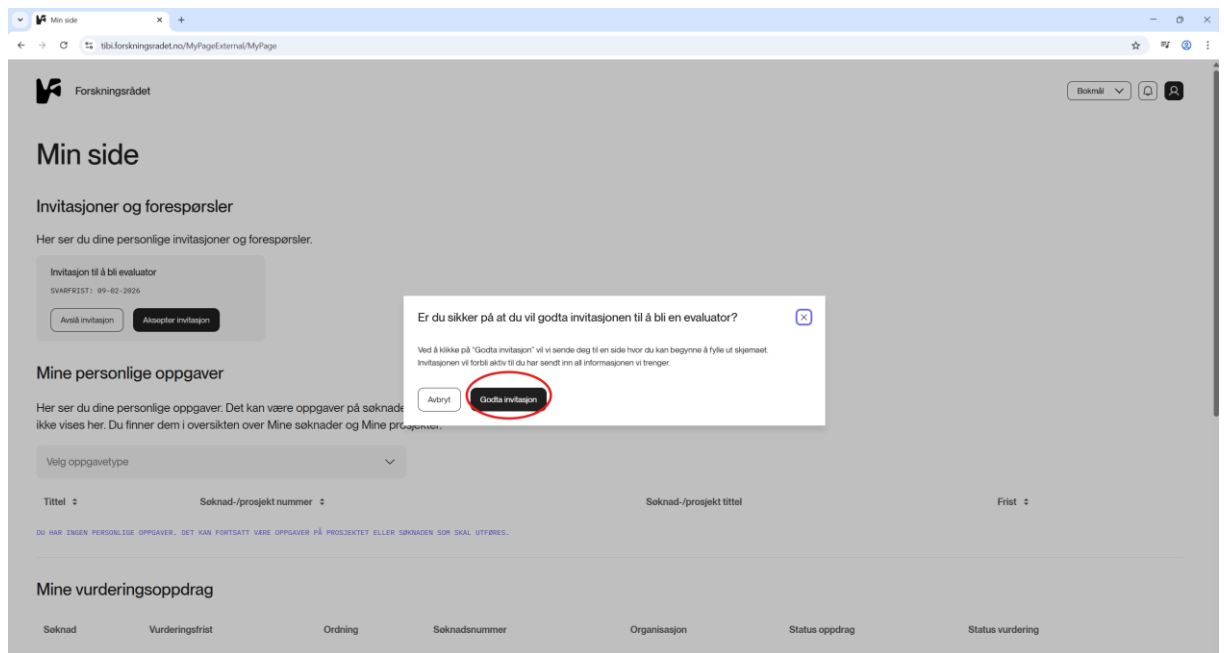 Min side
tibi.forskningsradet.no/MyPageExternal/MyPage
Forskningsrådet
Bokmål
Min side
Invitasjoner og forespørsler
Her ser du dine personlige invitasjoner og forespørsler.
Invitasjon til å bli evaluator
SVARFRIST: 09-02-2026
Avslå invitasjon
Aksepter invitasjon
Er du sikker på at du vil godta invitasjonen til å bli en evaluator?
Ved å klikke på "Godta invitasjon" vil vi sende deg til en side hvor du kan begynne å fylle ut skjemaet.
Invitasjonen vil forbli aktiv til du har sendt inn all informasjonen vi trenger.
Avbryt
Godta invitasjon
Mine personlige oppgaver
Her ser du dine personlige oppgaver. Det kan være oppgaver på søknade
ikke vises her. Du finner dem i oversikten over Mine søknader og Mine prosjekter.
Velg oppgavetype
Tittel
Søknad-/prosjekt nummer
Søknad-/prosjekt tittel
Frist
DU HAR INGEN PERSONLIGE OPPGAVER. DET KAN FORTSATT VÆRE OPPGAVER PÅ PROSJEKTET ELLER SØKNADEN SOM SKAL UTFØRES.
Mine vurderingsoppdrag
Søknad
Vurderingsfrist
Ordning
Søknadsnummer
Organisasjon
Status oppdrag
Status vurdering